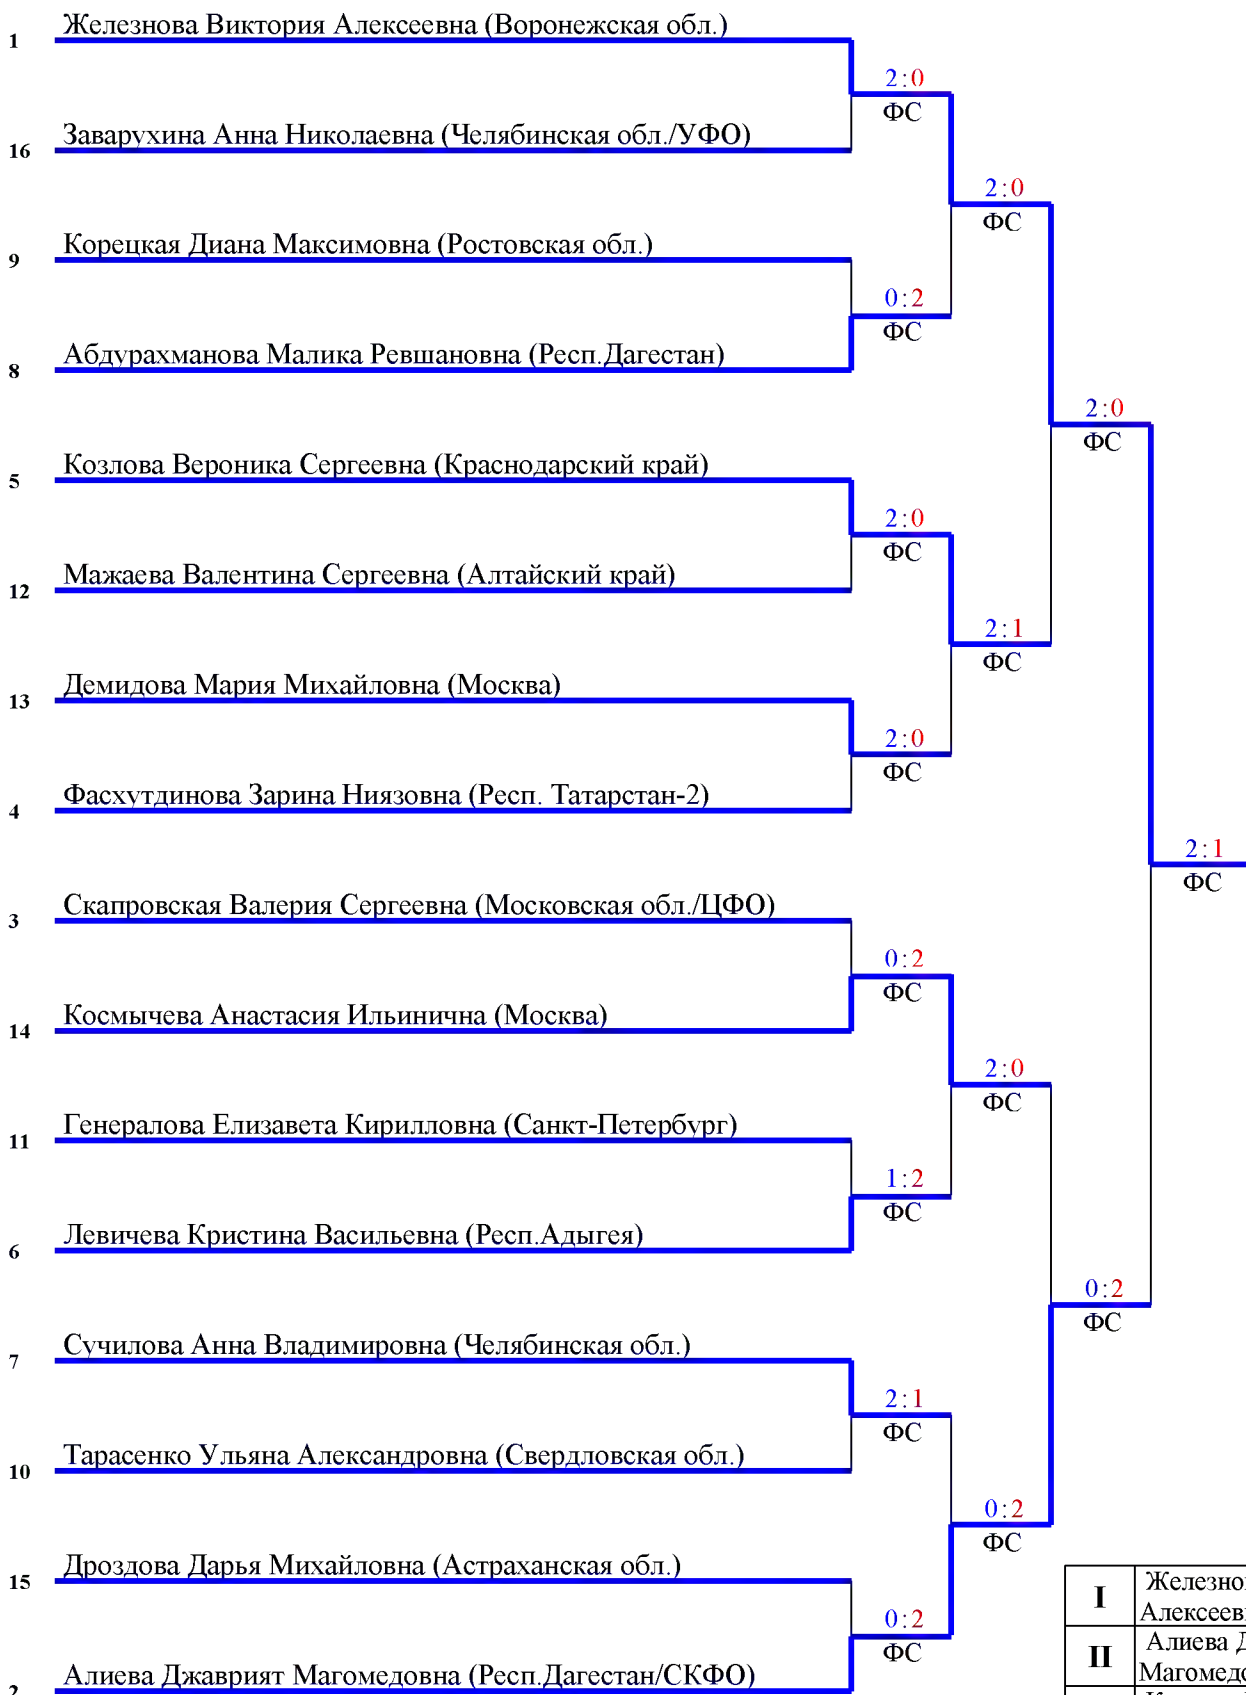 Железнова Виктория Алексеевна (Воронежская обл.)
1
2:0
ФС
Заварухина Анна Николаевна (Челябинская обл./УФО)
16
2:0
ФС
Корецкая Диана Максимовна (Ростовская обл.)
9
0:2
ФС
Абдурахманова Малика Ревшановна (Респ.Дагестан)
8
2:0
ФС
Козлова Вероника Сергеевна (Краснодарский край)
5
2:0
ФС
Мажаева Валентина Сергеевна (Алтайский край)
12
2:1
ФС
Демидова Мария Михайловна (Москва)
13
2:0
ФС
Фасхутдинова Зарина Ниязовна (Респ. Татарстан-2)
4
2:1
ФС
Скапровская Валерия Сергеевна (Московская обл./ЦФО)
3
0:2
ФС
Космычева Анастасия Ильинична (Москва)
14
2:0
ФС
Генералова Елизавета Кирилловна (Санкт-Петербург)
11
1:2
ФС
Левичева Кристина Васильевна (Респ.Адыгея)
6
0:2
ФС
Сучилова Анна Владимировна (Челябинская обл.)
7
2:1
ФС
Тарасенко Ульяна Александровна (Свердловская обл.)
10
0:2
ФС
Дроздова Дарья Михайловна (Астраханская обл.)
15
0:2
ФС
Алиева Джаврият Магомедовна (Респ.Дагестан/СКФО)
2
I
Железно
Алексеев
II
Алиева Д
Магомедо